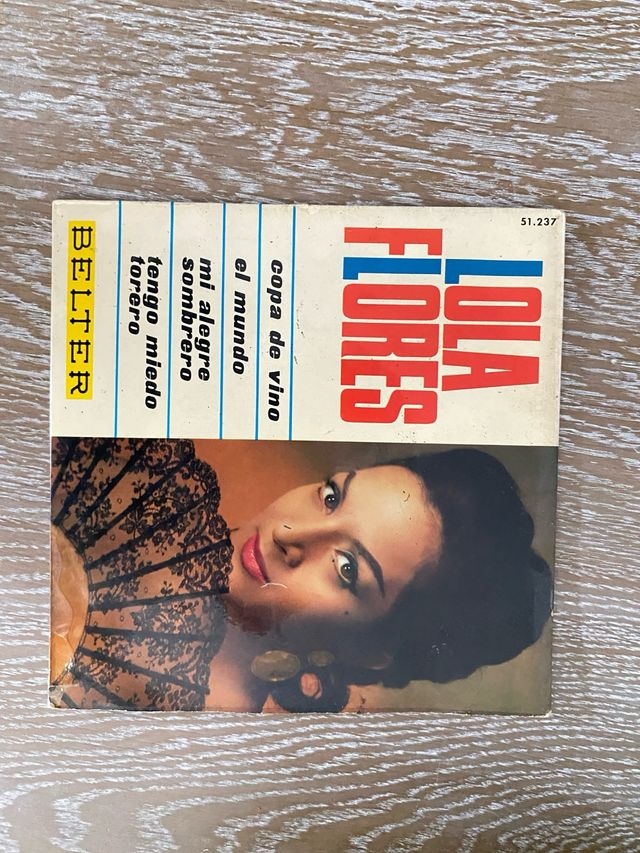 51.237
LOLA
FLORES
copa de vino
el mundo
mi alegre
sombrero
tengo miedo
torero
BELTER